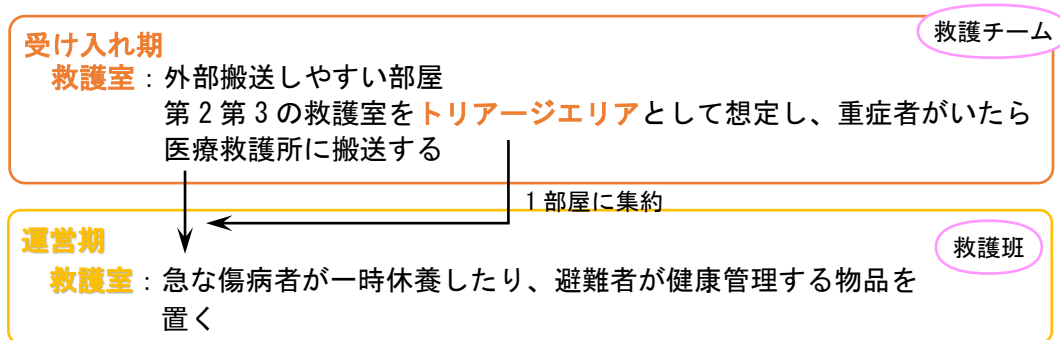 救護チーム
受け入れ期
救護室：外部搬送しやすい部屋
第２第３の救護室をトリアージエリアとして想定し、重症者がいたら
医療救護所に搬送する
１部屋に集約
運営期
救護班
救護室：急な傷病者が一時休養したり、避難者が健康管理する物品を
置く